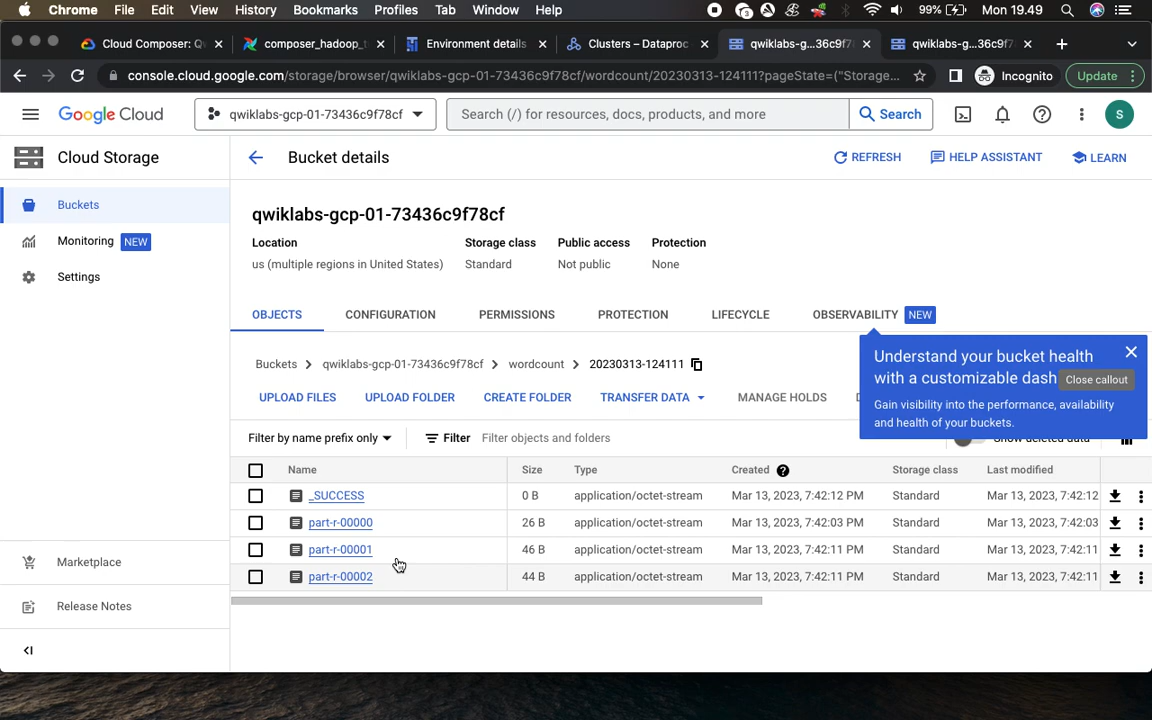 Chrome File Edit View History Bookmarks Profiles Tab Window Help 3 99% Mon 19.49
Cloud Composer: Q × composer_hadoop_t × Environment details × Clusters – Dataproc × qwiklabs-g...36c9f7 × qwiklabs-g...36c9f7 × +
console.cloud.google.com/storage/browser/qwiklabs-gcp-01-73436c9f78cf/wordcount/20230313-124111?pageState=("Storage... Incognito Update
Google Cloud qwiklabs-gcp-01-73436c9f78cf Search (/) for resources, docs, products, and more Search S
Cloud Storage Bucket details REFRESH HELP ASSISTANT LEARN
Buckets
Monitoring NEW
Settings
Marketplace
Release Notes
qwiklabs-gcp-01-73436c9f78cf
Location Storage class Public access Protection
us (multiple regions in United States) Standard Not public None
OBJECTS CONFIGURATION PERMISSIONS PROTECTION LIFECYCLE OBSERVABILITY NEW
Understand your bucket health
with a customizable dash
Close callout
Gain visibility into the performance, availability
and health of your buckets.
Buckets > qwiklabs-gcp-01-73436c9f78cf > wordcount > 20230313-124111
UPLOAD FILES UPLOAD FOLDER CREATE FOLDER TRANSFER DATA MANAGE HOLDS
Filter by name prefix only Filter Filter objects and folders Show deleted data
Name Size Type Created Storage class Last modified
_SUCCESS 0 B application/octet-stream Mar 13, 2023, 7:42:12 PM Standard Mar 13, 2023, 7:42:12
part-r-00000 26 B application/octet-stream Mar 13, 2023, 7:42:03 PM Standard Mar 13, 2023, 7:42:03
part-r-00001 46 B application/octet-stream Mar 13, 2023, 7:42:11 PM Standard Mar 13, 2023, 7:42:11
part-r-00002 44 B application/octet-stream Mar 13, 2023, 7:42:11 PM Standard Mar 13, 2023, 7:42:11